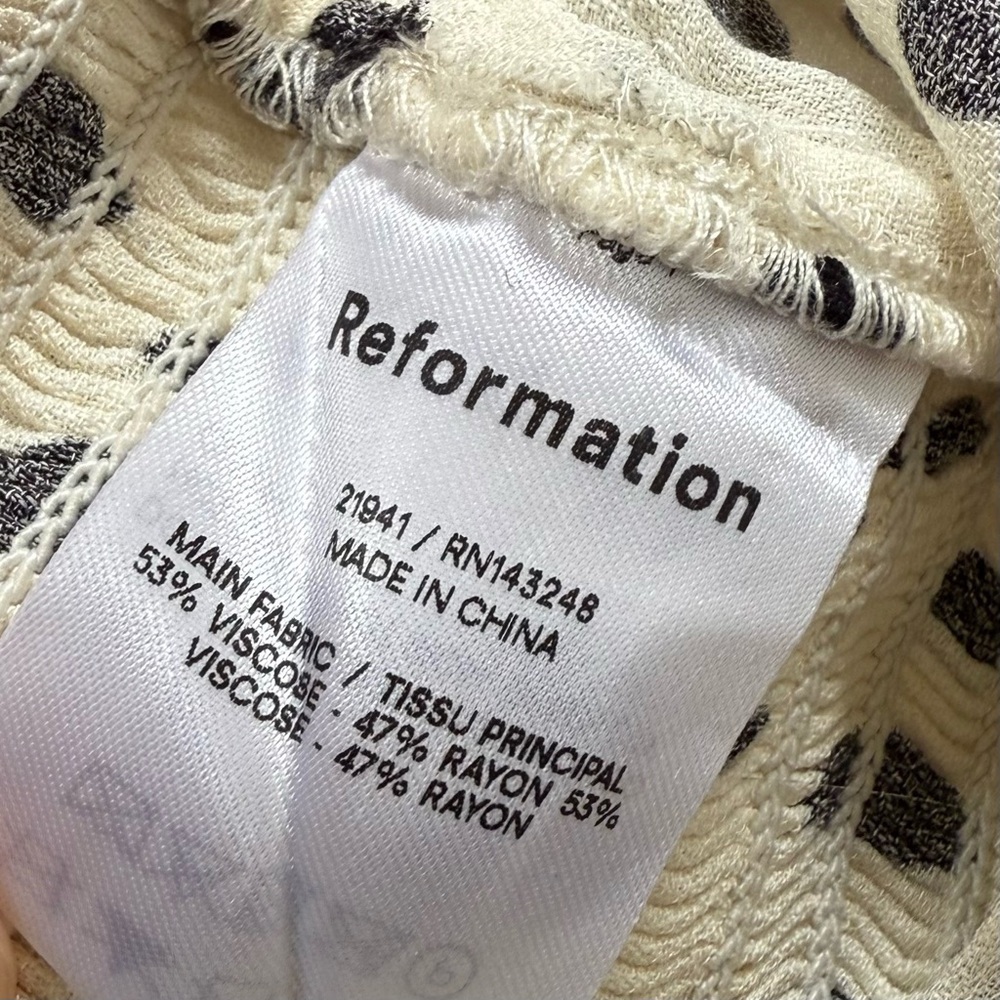 Reformation
21941 / RN143248
MADE IN CHINA
MAIN FABRIC / TISSU PRINCIPAL
53% VISCOSE - 47% RAYON 53%
VISCOSE - 47% RAYON